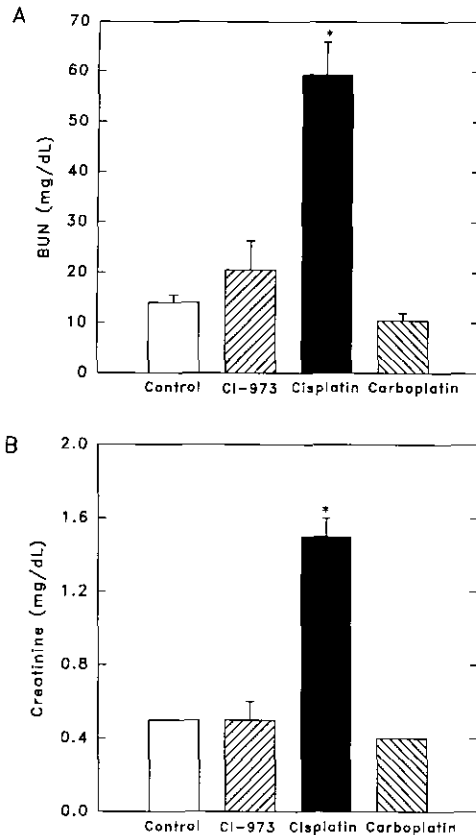 A
70
60
50
40
30
20
10
0
BUN (mg/dL)
*
Control CI-973 Cisplatin Carboplatin
B
2.0
1.6
1.2
0.8
0.4
0.0
Creatinine (mg/dL)
*
Control CI-973 Cisplatin Carboplatin